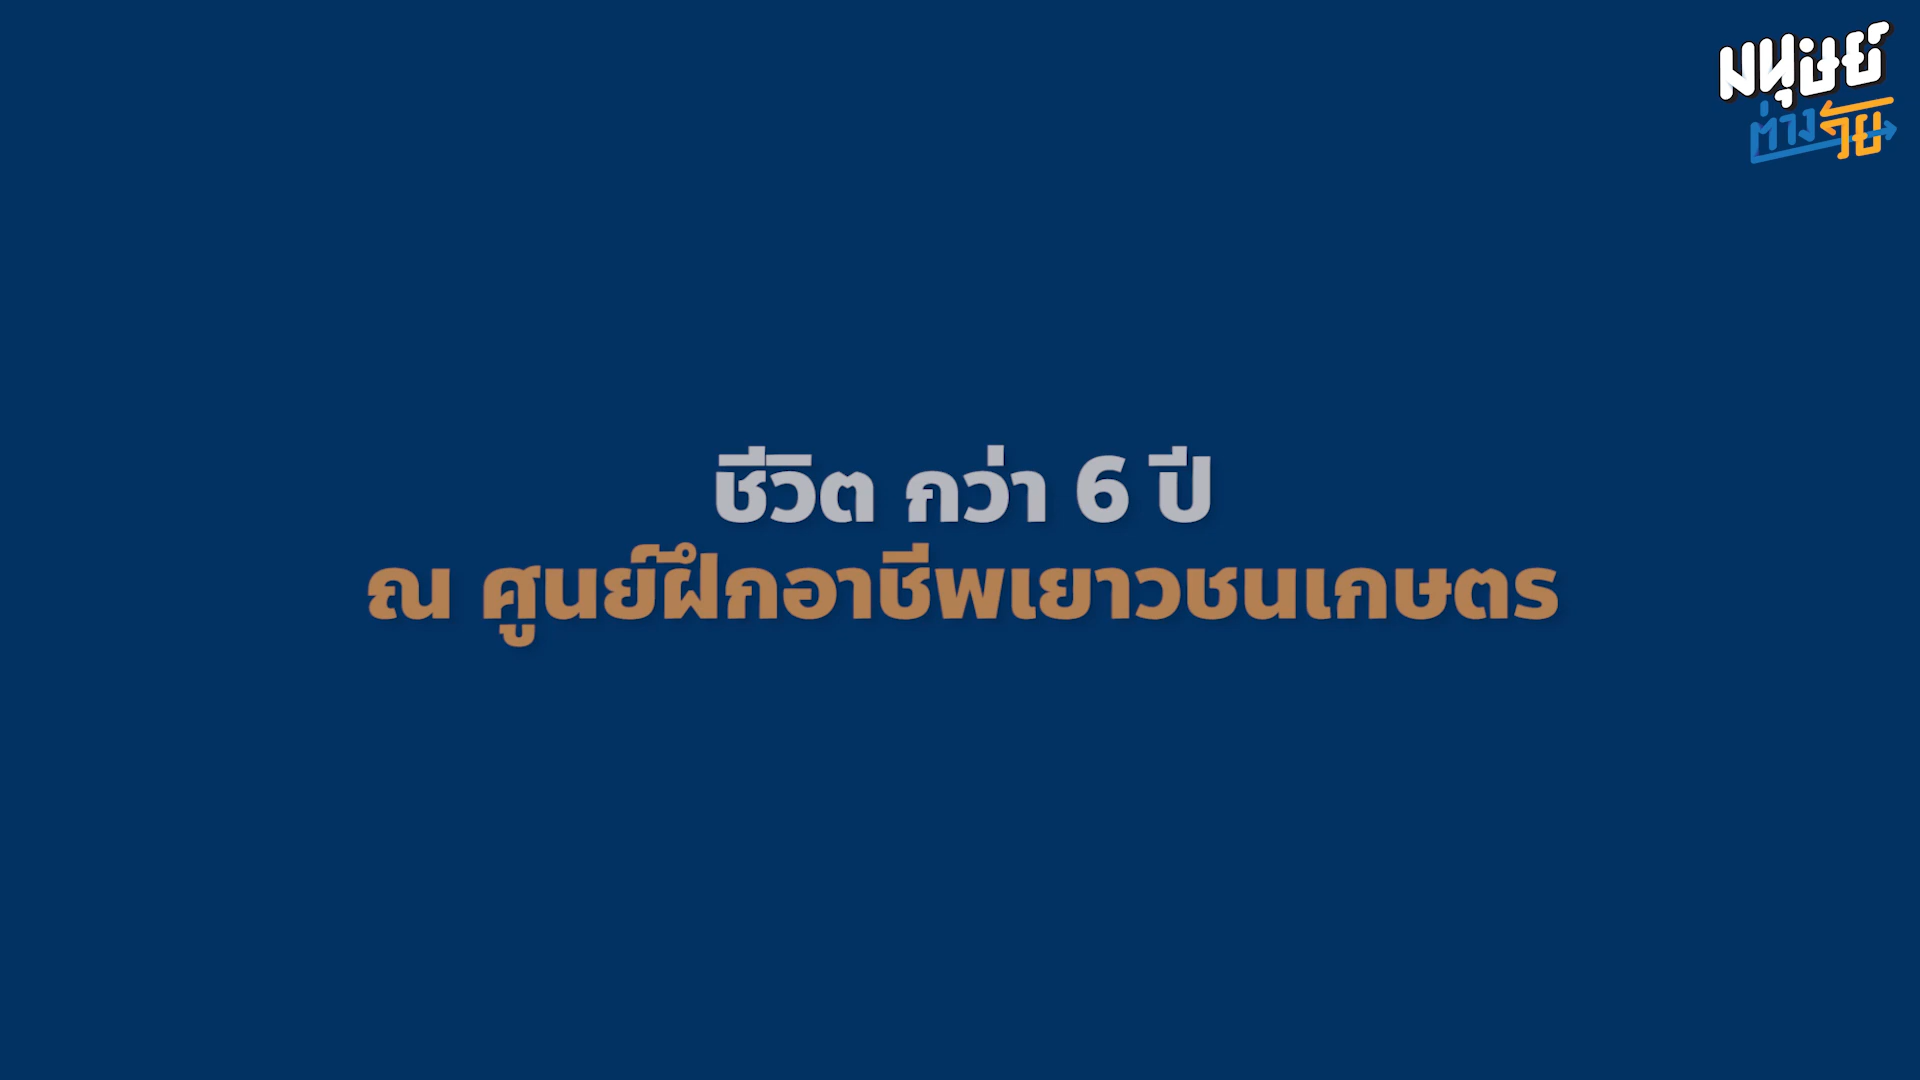 มนุษย์
ต่างวัย
ชีวิต กว่า 6 ปี
ณ ศูนย์ฝึกอาชีพเยาวชนเกษตร